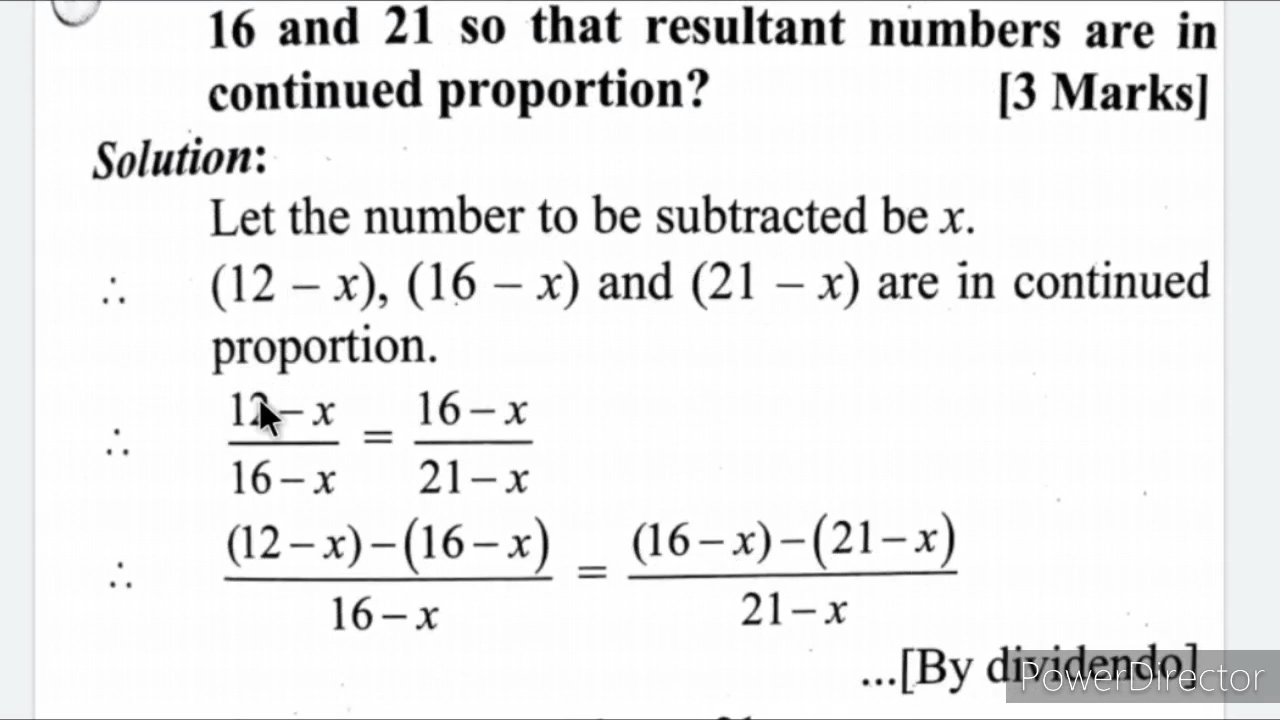 16 and 21 so that resultant numbers are in
continued proportion? [3 Marks]
Solution:
Let the number to be subtracted be x.
∴ (12 – x), (16 – x) and (21 – x) are in continued
proportion.
∴ (12 – x)/(16 – x) = (16 – x)/(21 – x)
∴ ((12 – x) – (16 – x))/(16 – x) = ((16 – x) – (21 – x))/(21 – x)
...[By dividendo]
PowerDirector